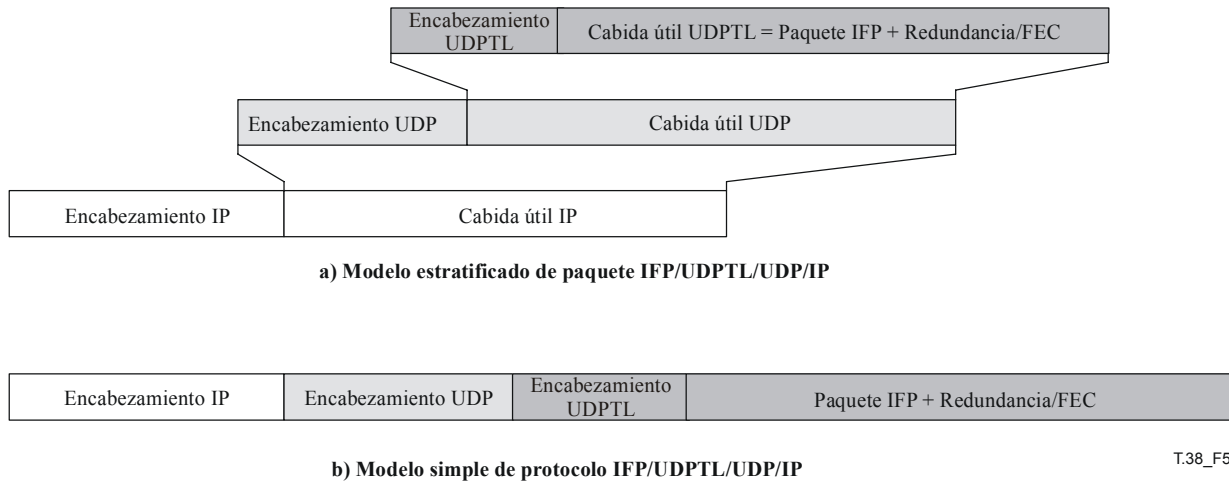 Encabezamiento
UDPTL
Cabida útil UDPTL = Paquete IFP + Redundancia/FEC
Encabezamiento UDP
Cabida útil UDP
Encabezamiento IP
Cabida útil IP
a) Modelo estratificado de paquete IFP/UDPTL/UDP/IP
Encabezamiento IP
Encabezamiento UDP
Encabezamiento
UDPTL
Paquete IFP + Redundancia/FEC
b) Modelo simple de protocolo IFP/UDPTL/UDP/IP
T.38_F5